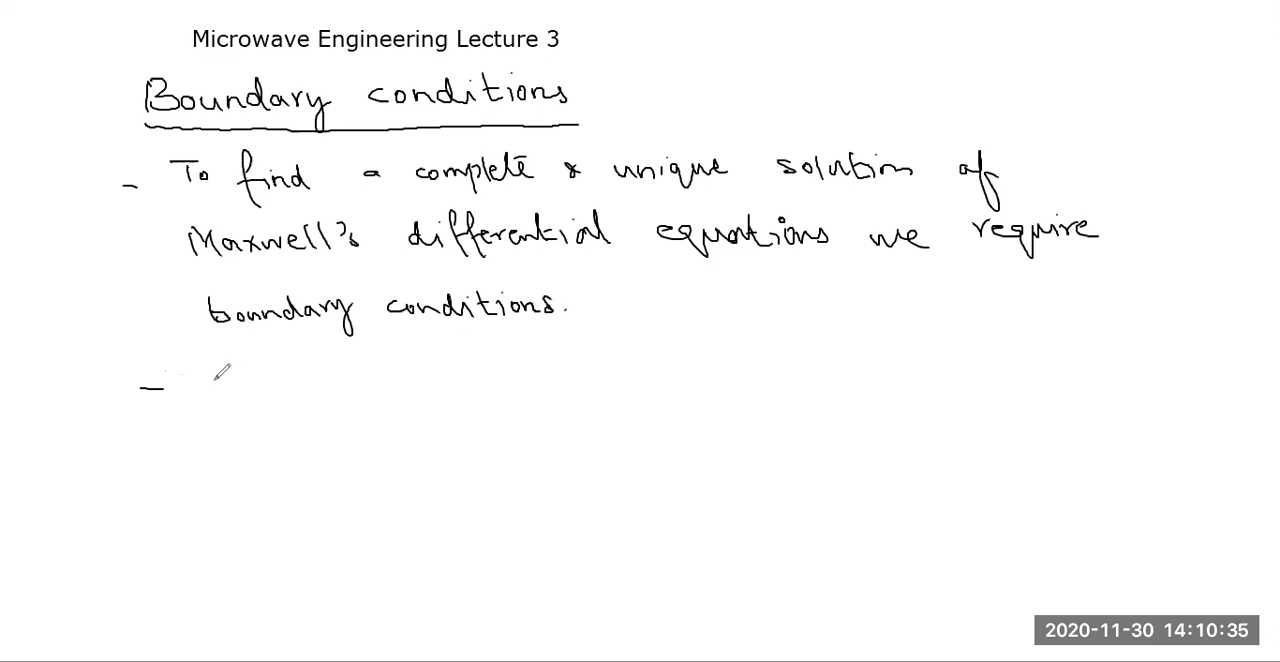 Microwave Engineering Lecture 3
Boundary conditions
- To find a complete & unique solution of
Maxwell's differential equations we require
boundary conditions.
-
2020-11-30 14:10:35